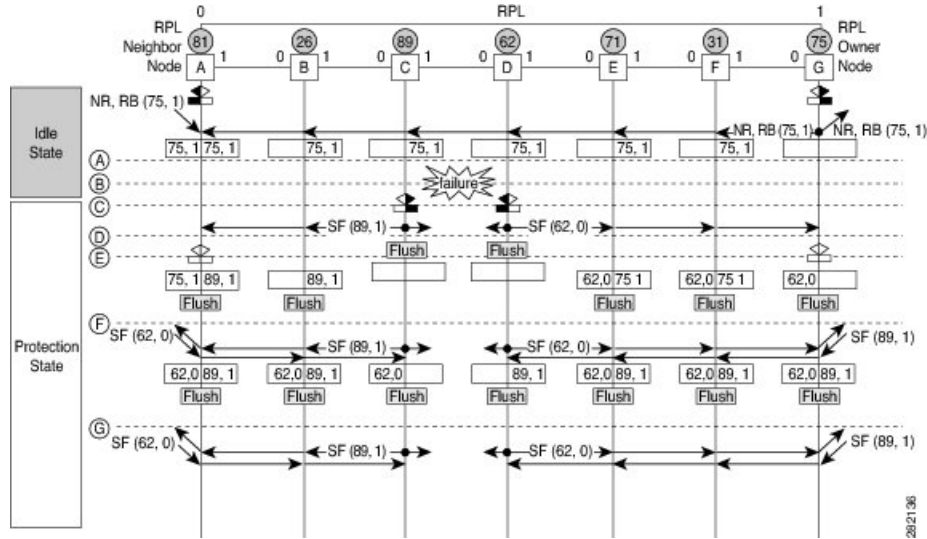 0 RPL 1
RPL Neighbor Node
81 26 89 62 71 31 75
RPL Owner Node
A 1 0 B 1 0 C 1 0 D 1 0 E 1 0 F 1 0 G
Idle State
NR, RB (75, 1)
NR, RB (75, 1) NR, RB (75, 1)
75, 1 75, 1 75, 1 75, 1 75, 1 75, 1 75, 1
A
B
failure
C
SF (89, 1) SF (62, 0)
D
Flush Flush
E
75, 1 89, 1 89, 1 62,0 75 1 62,0 75 1 62,0
Flush Flush Flush Flush Flush
Protection State
F
SF (62, 0) SF (89, 1) SF (62, 0) SF (89, 1)
62,0 89, 1 62,0 89, 1 62,0 89, 1 62,0 89, 1 62,0 89, 1 62,0 89, 1
Flush Flush Flush Flush Flush Flush Flush
G
SF (62, 0) SF (89, 1) SF (62, 0) SF (89, 1)
282136